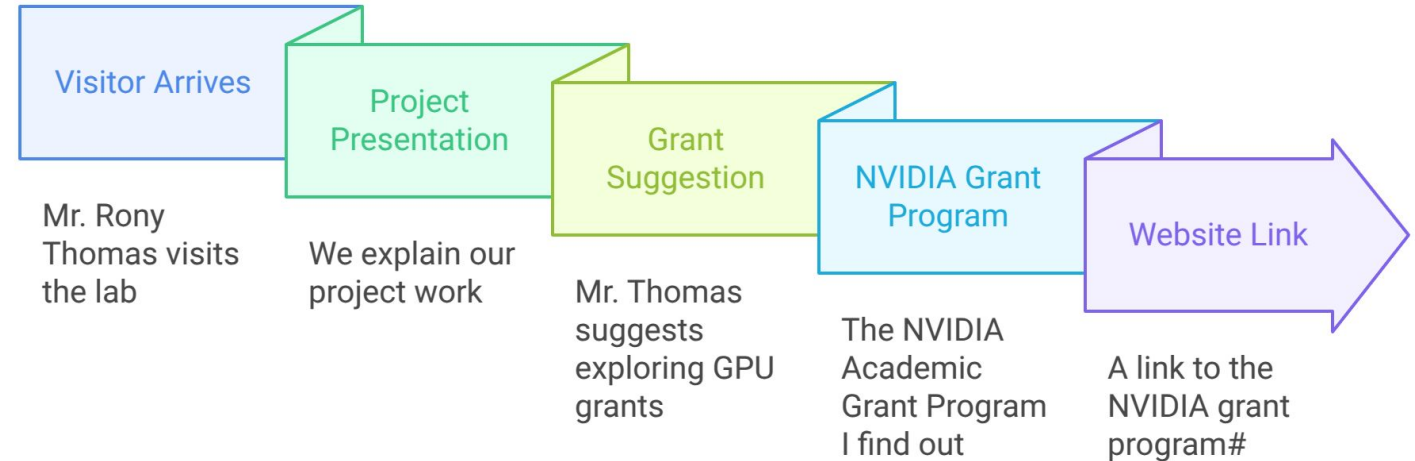 Visitor Arrives
Mr. Rony
Thomas visits
the lab
Project
Presentation
We explain our
project work
Grant
Suggestion
Mr. Thomas
suggests
exploring GPU
grants
NVIDIA Grant
Program
The NVIDIA
Academic
Grant Program
I find out
Website Link
A link to the
NVIDIA grant
program#